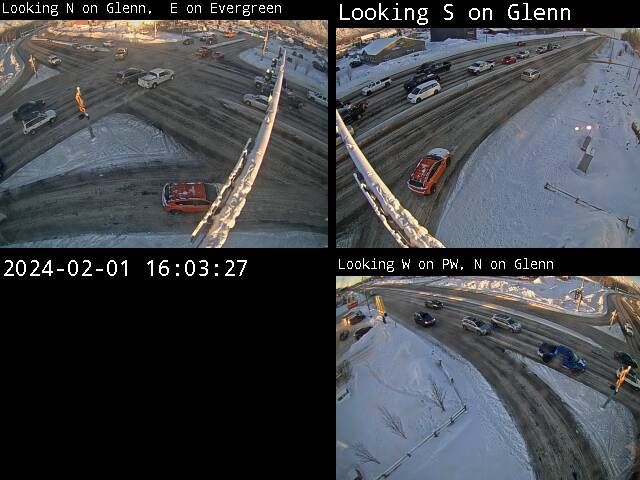 Looking N on Glenn,  E on Evergreen
Looking S on Glenn
2024-02-01 16:03:27
Looking W on PW, N on Glenn